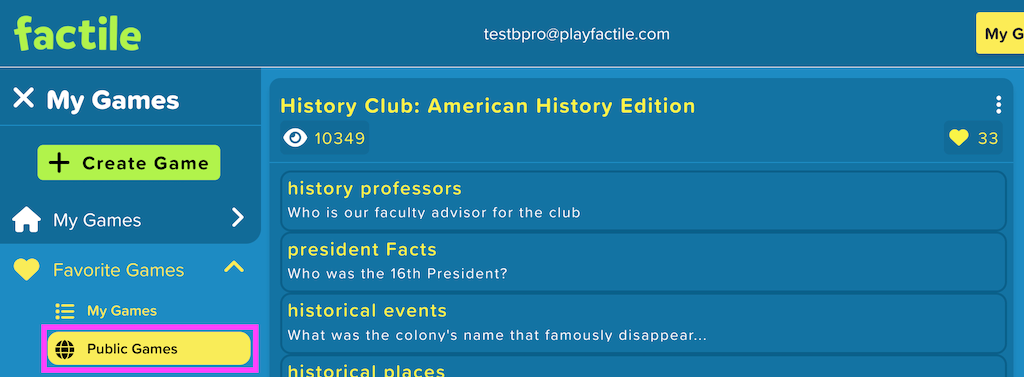 factile
testbpro@playfactile.com
My G
My Games
History Club: American History Edition
10349
33
Create Game
history professors
Who is our faculty advisor for the club
My Games
president Facts
Who was the 16th President?
Favorite Games
historical events
My Games
What was the colony's name that famously disappear...
Public Games
historical places